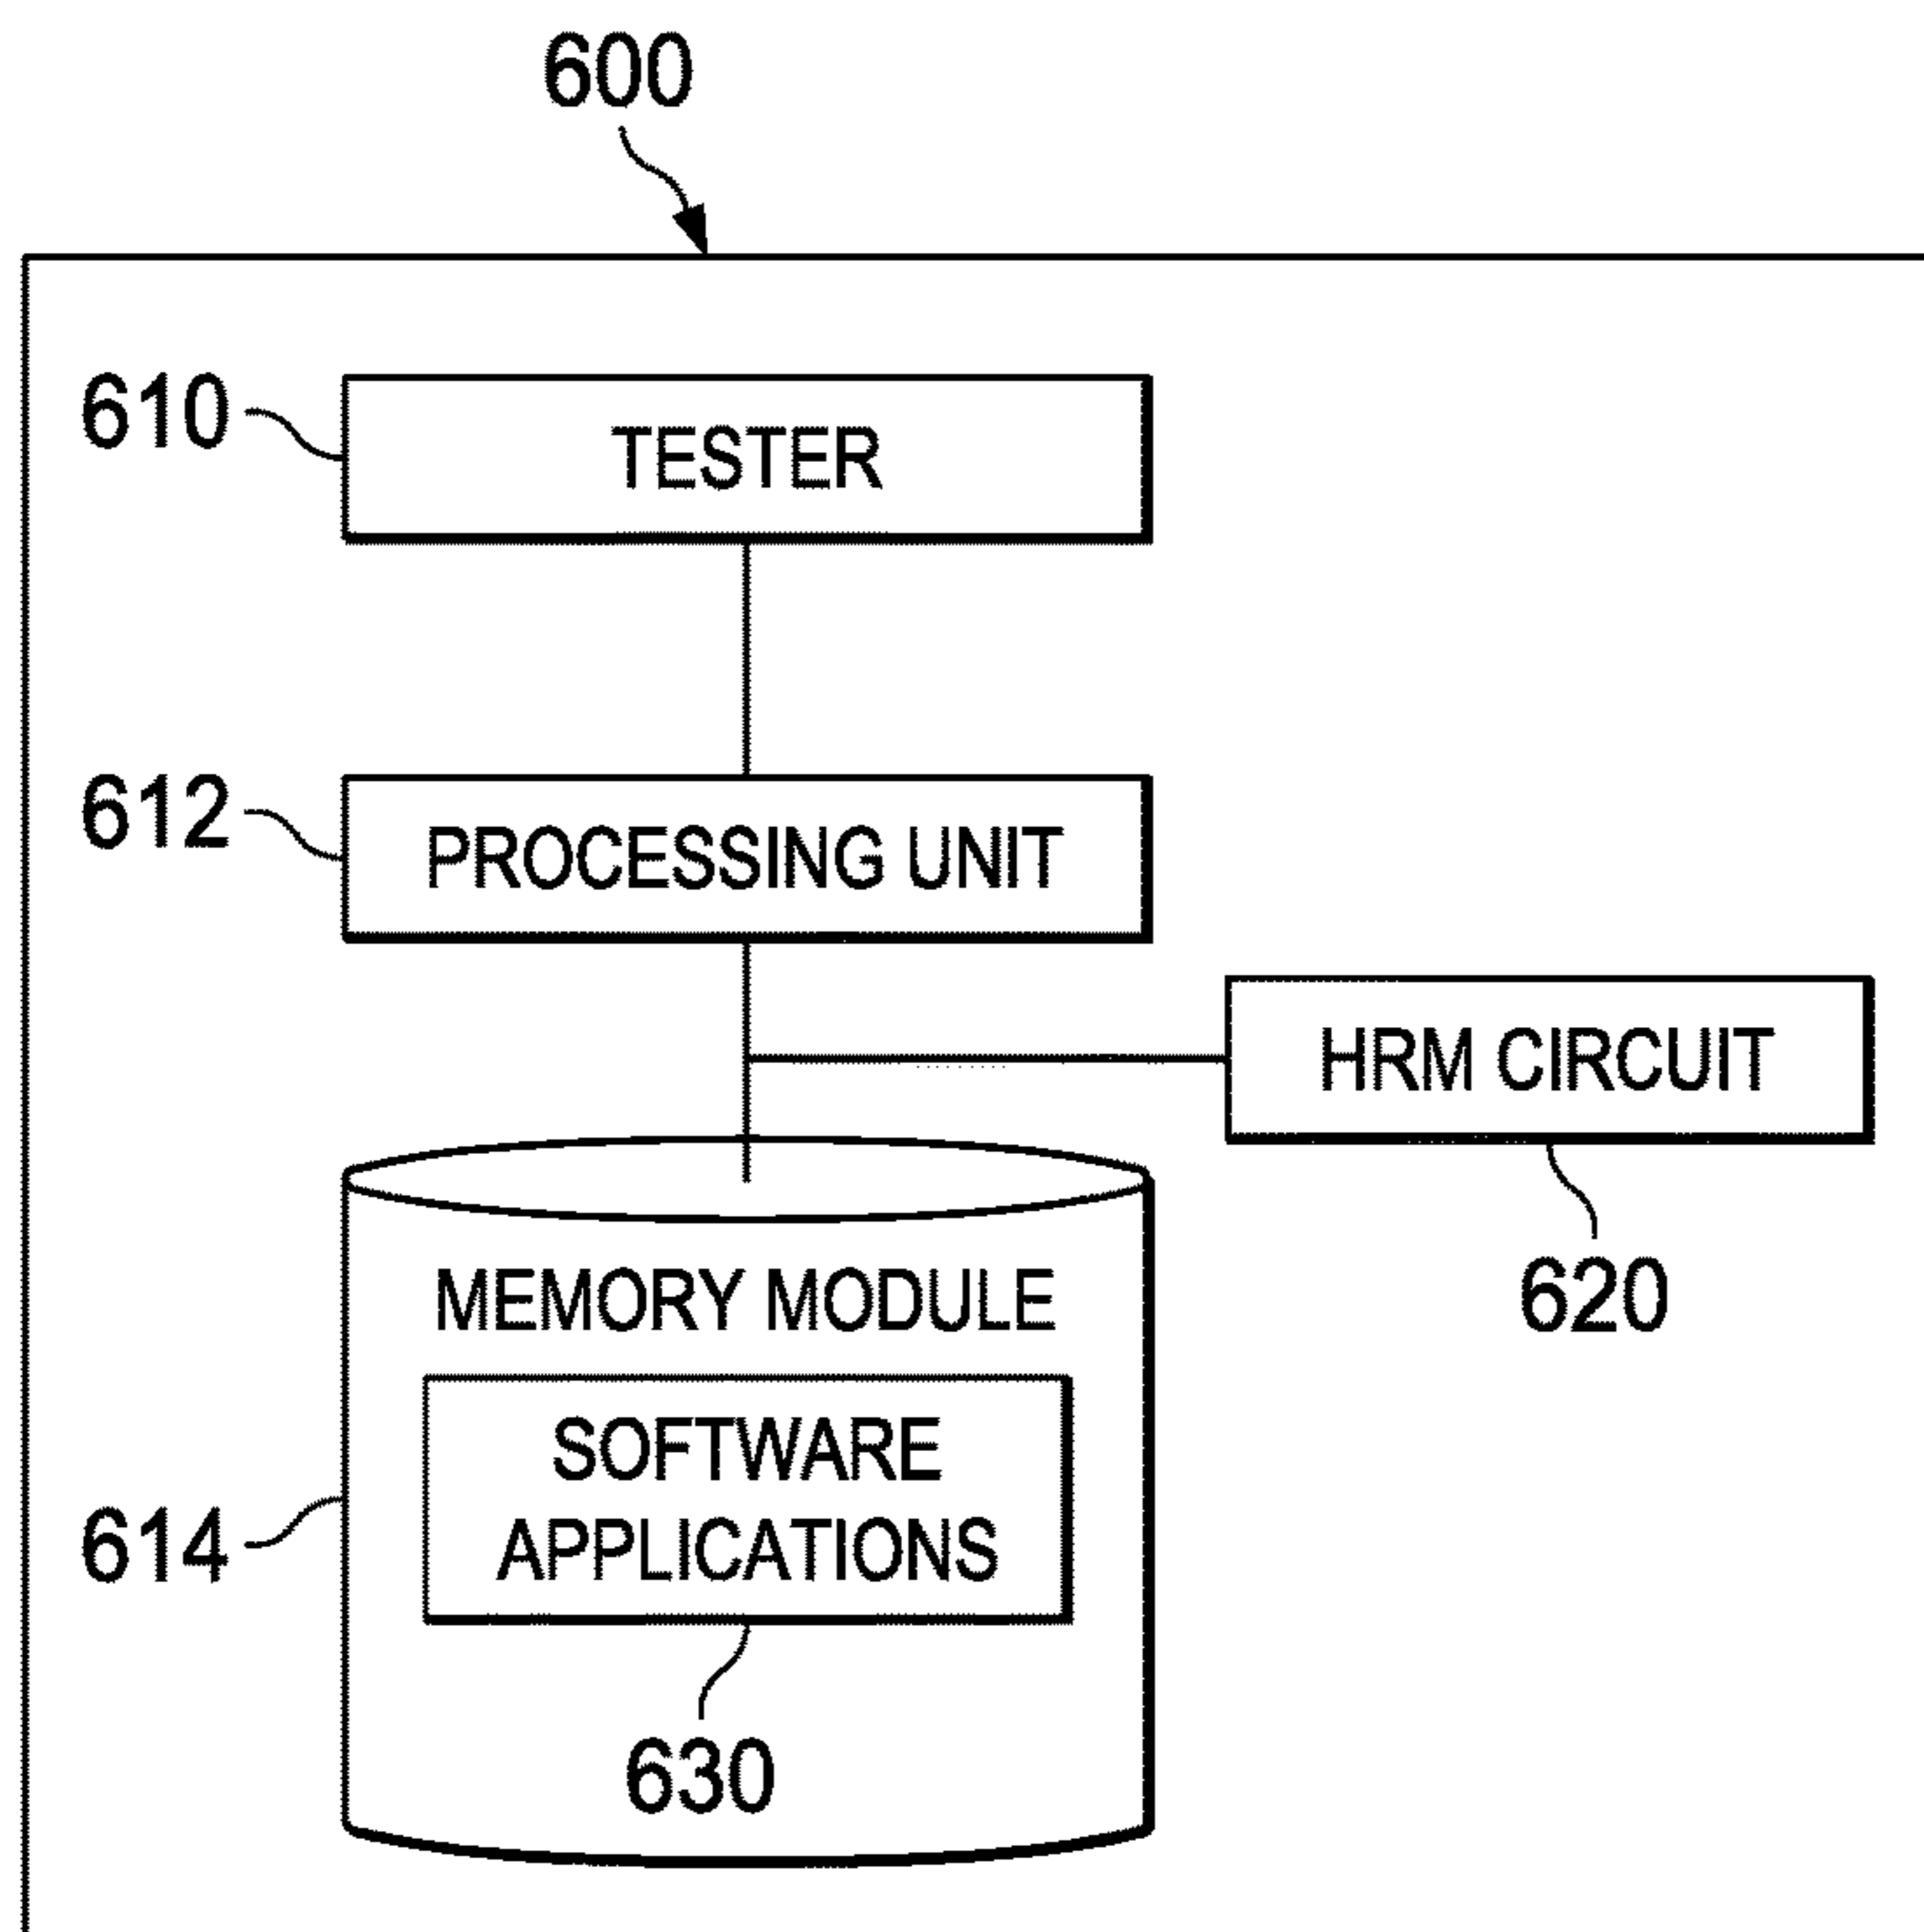 600
610
TESTER
612
PROCESSING UNIT
HRM CIRCUIT
620
MEMORY MODULE
SOFTWARE
APPLICATIONS
614
630